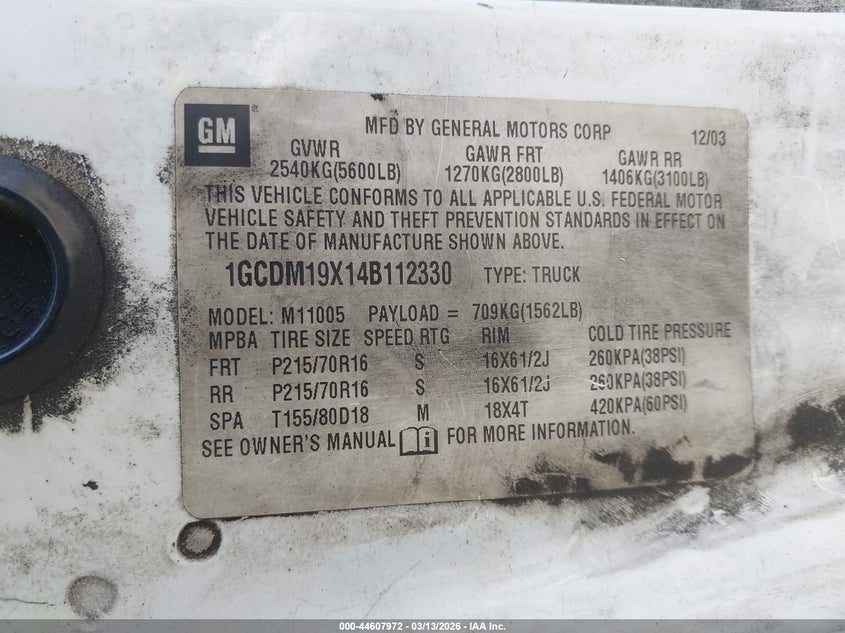 GM
MFD BY GENERAL MOTORS CORP 12/03
GVWR GAWR FRT GAWR RR
2540KG(5600LB) 1270KG(2800LB) 1406KG(3100LB)
THIS VEHICLE CONFORMS TO ALL APPLICABLE U.S. FEDERAL MOTOR
VEHICLE SAFETY AND THEFT PREVENTION STANDARDS IN EFFECT ON
THE DATE OF MANUFACTURE SHOWN ABOVE.
1GCDM19X14B112330 TYPE: TRUCK
MODEL: M11005 PAYLOAD = 709KG(1562LB)
MPBA TIRE SIZE SPEED RTG RIM COLD TIRE PRESSURE
FRT P215/70R16 S 16X61/2J 260KPA(38PSI)
RR P215/70R16 S 16X61/2J 260KPA(38PSI)
SPA T155/80D18 M 18X4T 420KPA(60PSI)
SEE OWNER'S MANUAL i FOR MORE INFORMATION.
000-44607972 | 03/13/2026 - IAA Inc.